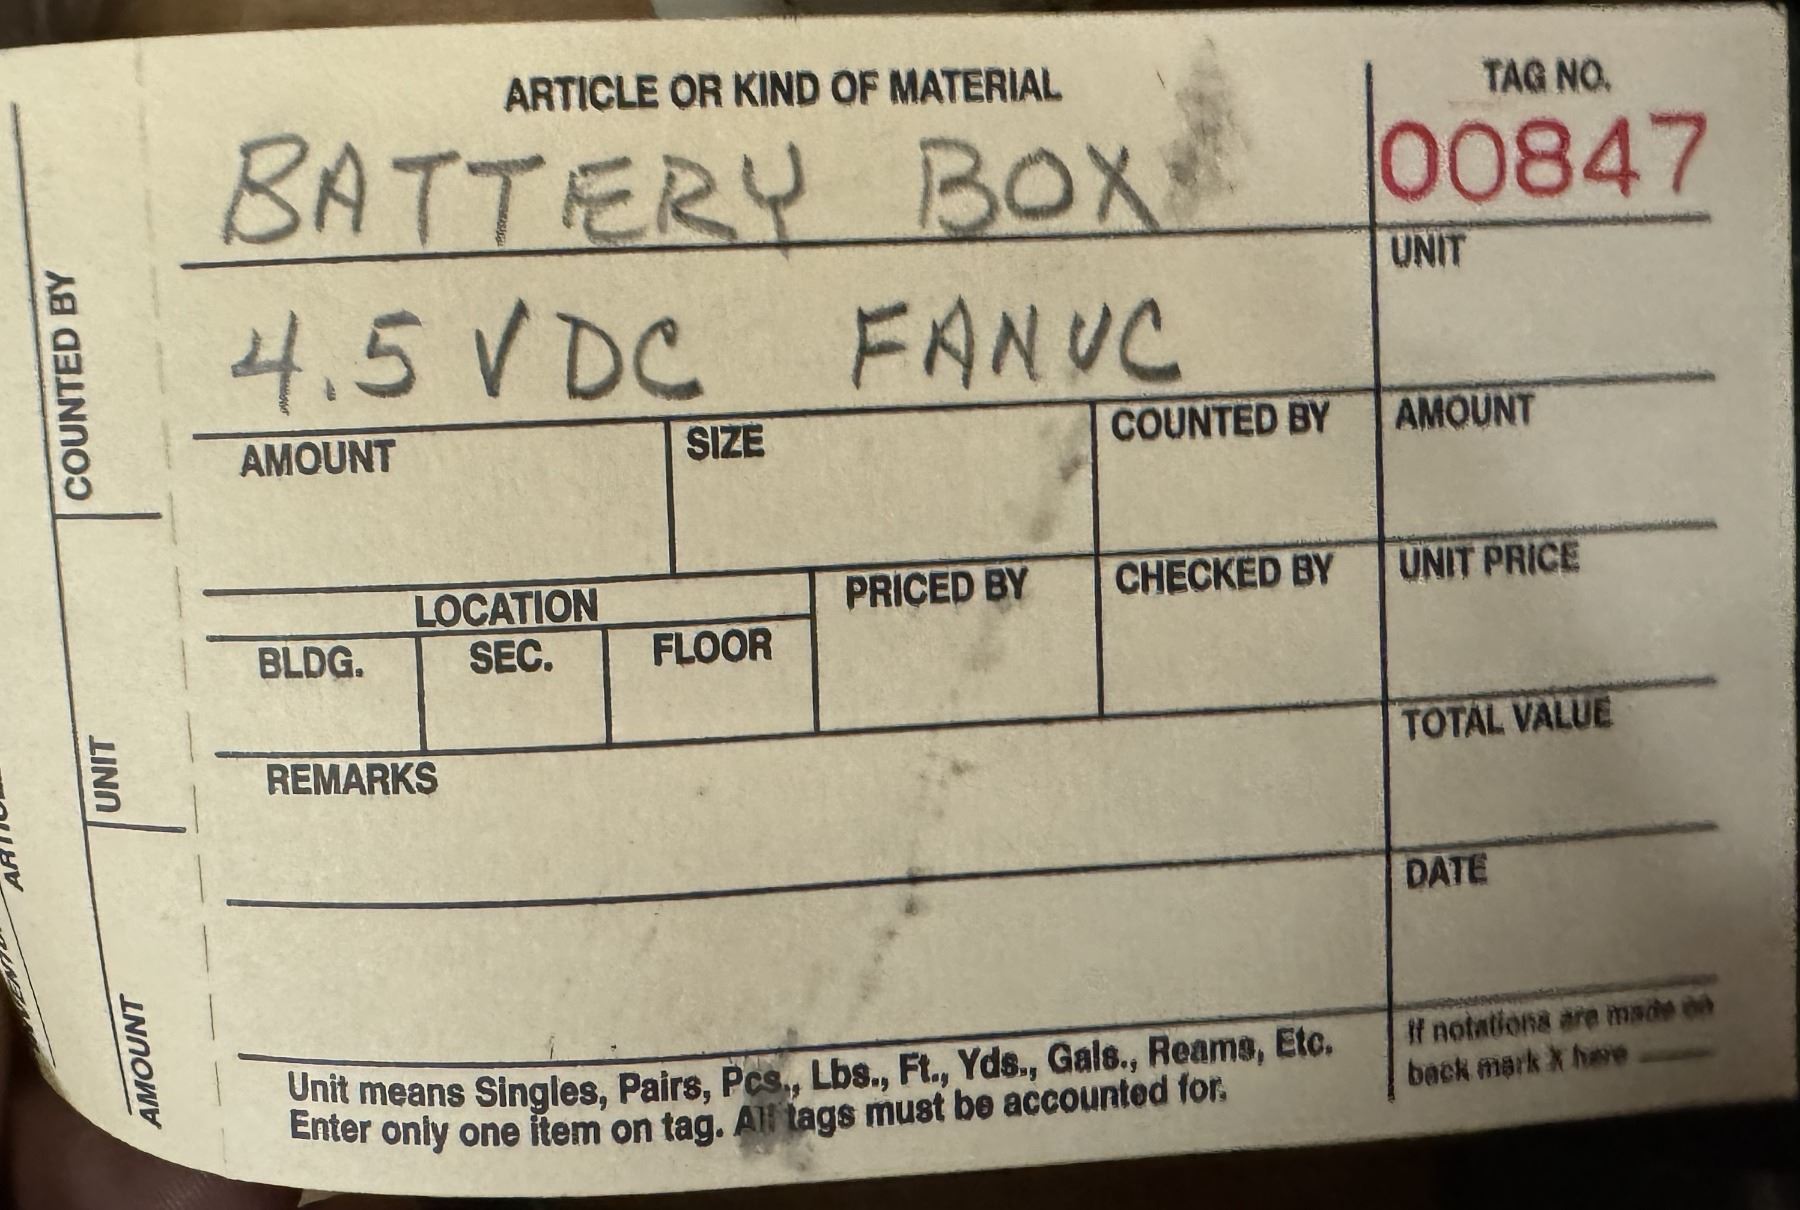 ARTICLE OR KIND OF MATERIAL
TAG NO.
BATTERY BOX
00847
UNIT
4.5 VDC FANUC
AMOUNT
SIZE
COUNTED BY
AMOUNT
LOCATION
PRICED BY
CHECKED BY
UNIT PRICE
BLDG.
SEC.
FLOOR
TOTAL VALUE
REMARKS
DATE
Unit means Singles, Pairs, Pcs., Lbs., Ft., Yds., Gals., Reams, Etc.
Enter only one item on tag. All tags must be accounted for.
If notations are made on
back mark X here
COUNTED BY
UNIT
AMOUNT